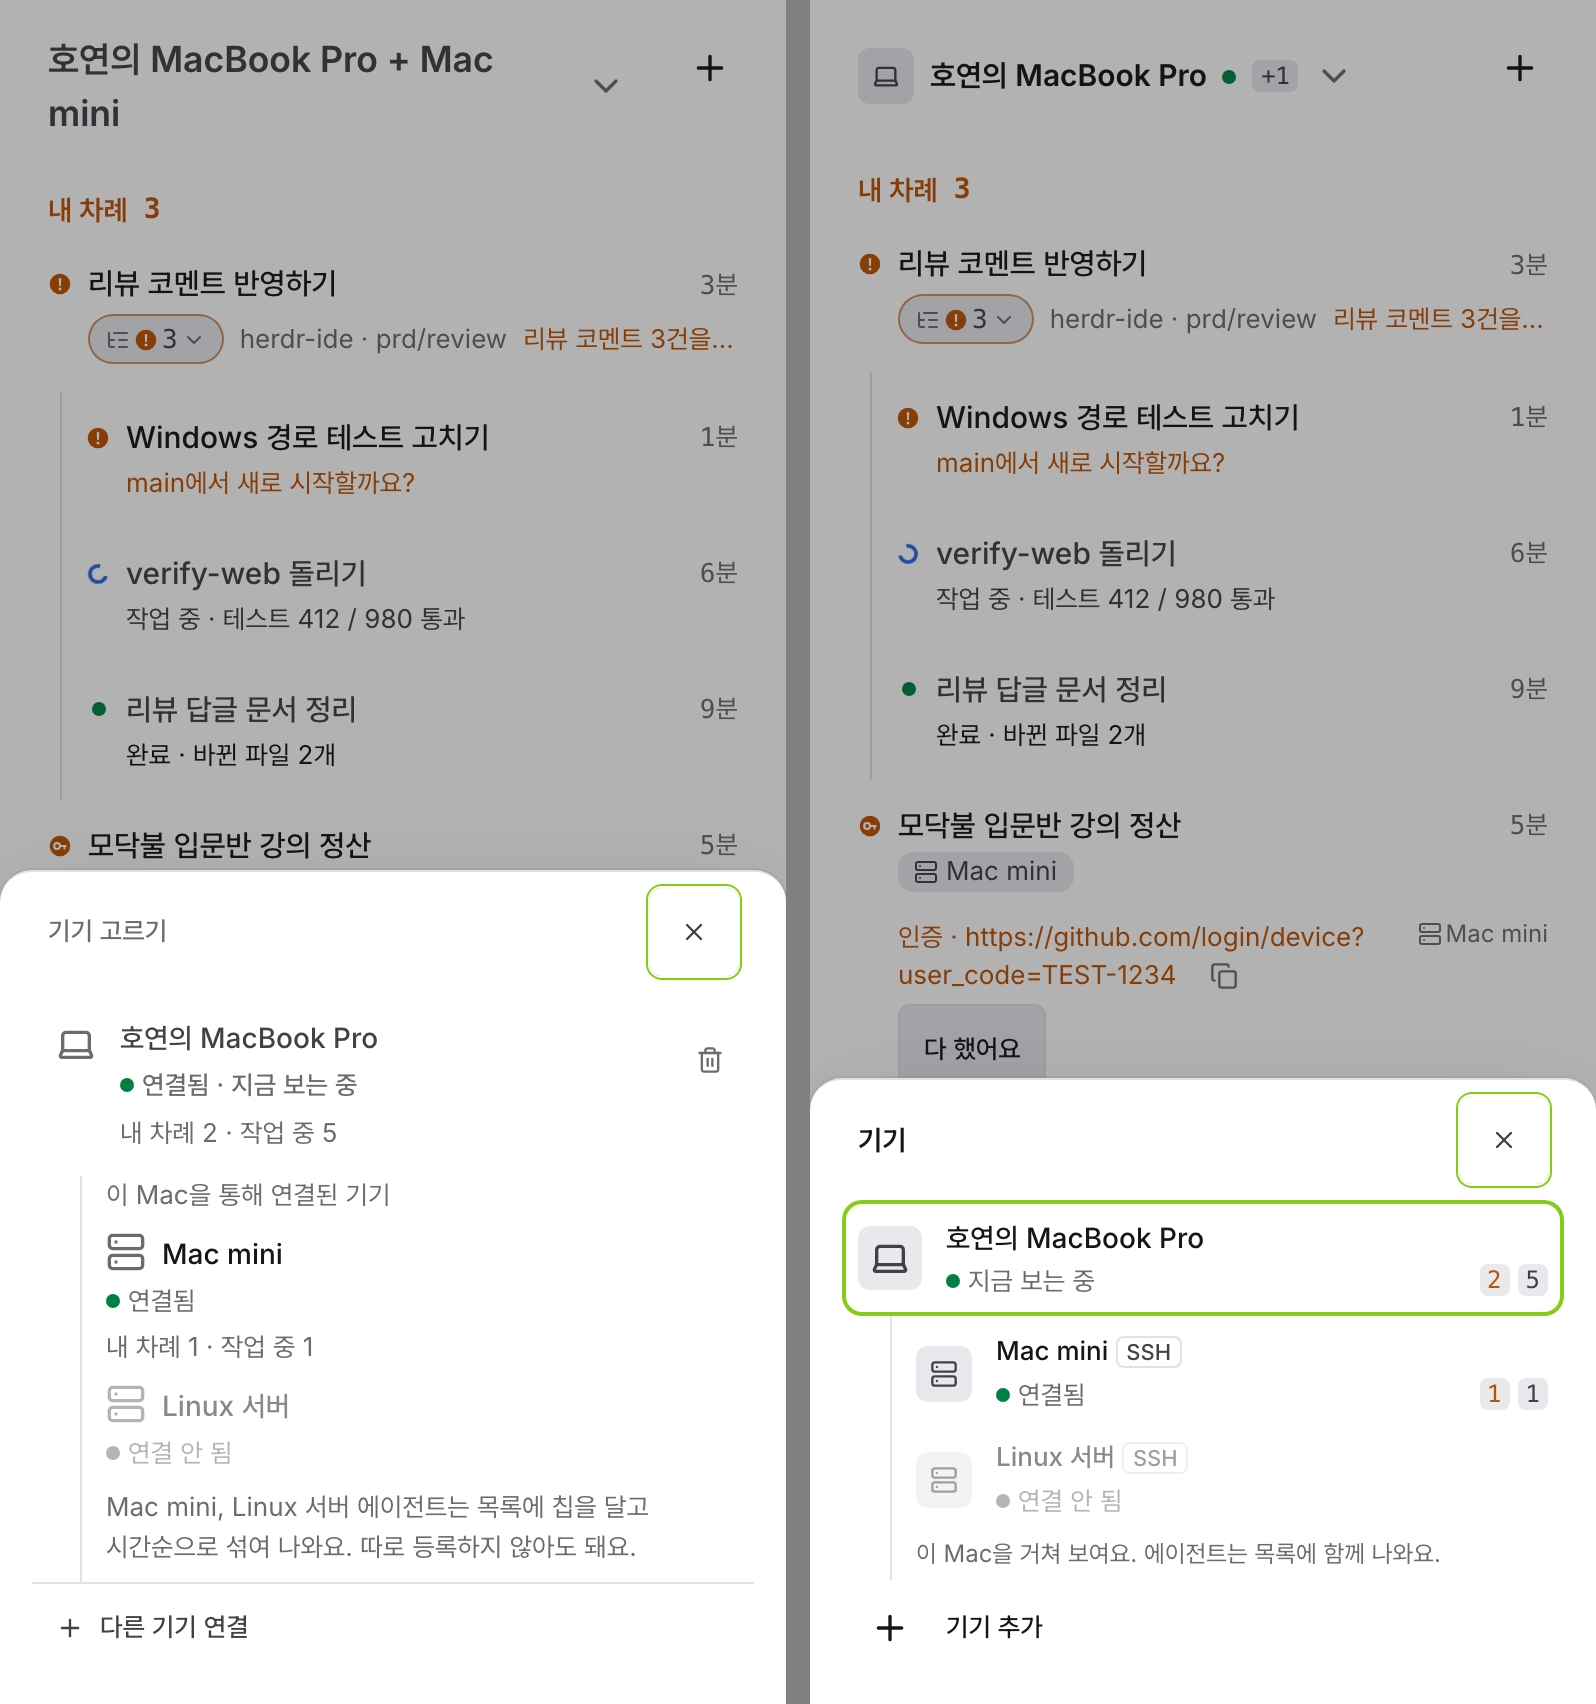 호연의 MacBook Pro + Mac
mini
내 차례 3
리뷰 코멘트 반영하기 3분
3 herdr-ide · prd/review 리뷰 코멘트 3건을...
Windows 경로 테스트 고치기 1분
main에서 새로 시작할까요?
verify-web 돌리기 6분
작업 중 · 테스트 412 / 980 통과
리뷰 답글 문서 정리 9분
완료 · 바뀐 파일 2개
모닥불 입문반 강의 정산 5분
기기 고르기
호연의 MacBook Pro
연결됨 · 지금 보는 중
내 차례 2 · 작업 중 5
이 Mac을 통해 연결된 기기
Mac mini
연결됨
내 차례 1 · 작업 중 1
Linux 서버
연결 안 됨
Mac mini, Linux 서버 에이전트는 목록에 칩을 달고
시간순으로 섞여 나와요. 따로 등록하지 않아도 돼요.
+ 다른 기기 연결
호연의 MacBook Pro +1
내 차례 3
리뷰 코멘트 반영하기 3분
3 herdr-ide · prd/review 리뷰 코멘트 3건을...
Windows 경로 테스트 고치기 1분
main에서 새로 시작할까요?
verify-web 돌리기 6분
작업 중 · 테스트 412 / 980 통과
리뷰 답글 문서 정리 9분
완료 · 바뀐 파일 2개
모닥불 입문반 강의 정산 5분
Mac mini
인증 · https://github.com/login/device? Mac mini
user_code=TEST-1234
다 했어요
기기
호연의 MacBook Pro
지금 보는 중 2 5
Mac mini SSH
연결됨 1 1
Linux 서버 SSH
연결 안 됨
이 Mac을 거쳐 보여요. 에이전트는 목록에 함께 나와요.
+ 기기 추가